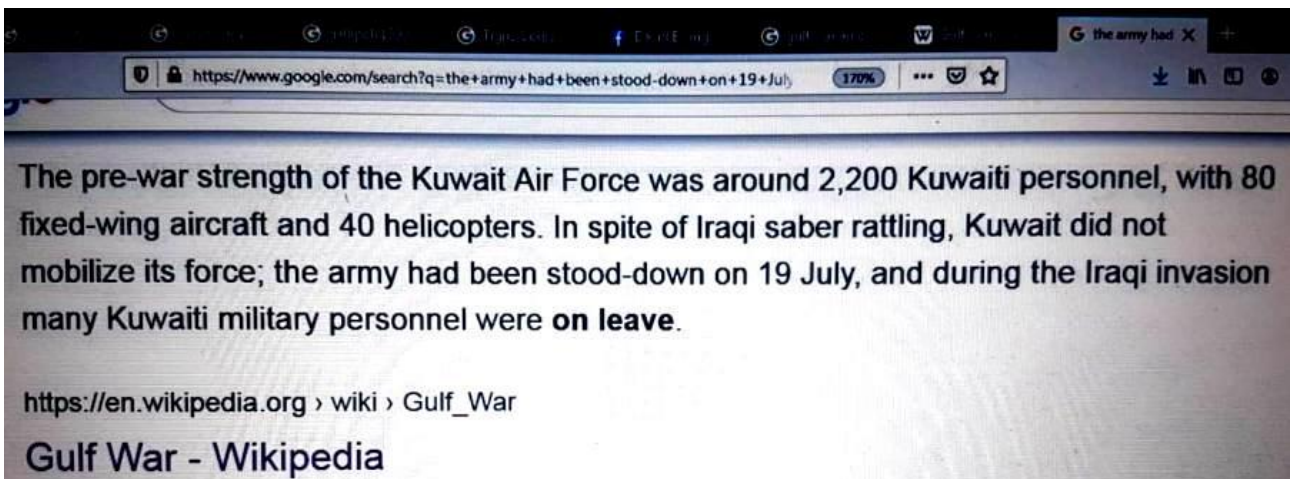 the army had
https://www.google.com/search?q=the+army+had+been+stood-down+on+19+July
170%
The pre-war strength of the Kuwait Air Force was around 2,200 Kuwaiti personnel, with 80
fixed-wing aircraft and 40 helicopters. In spite of Iraqi saber rattling, Kuwait did not
mobilize its force; the army had been stood-down on 19 July, and during the Iraqi invasion
many Kuwaiti military personnel were on leave.
https://en.wikipedia.org › wiki › Gulf_War
Gulf War - Wikipedia